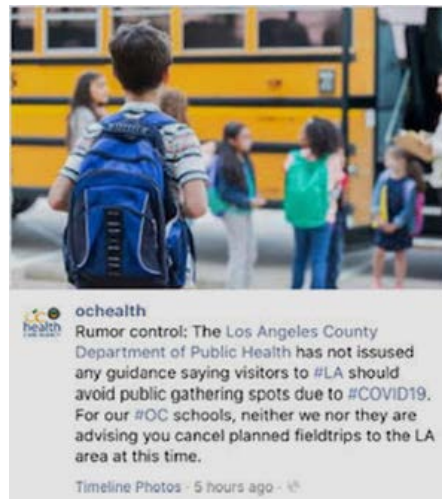 ochealth
health
Rumor control: The Los Angeles County
Department of Public Health has not issused
any guidance saying visitors to #LA should
avoid public gathering spots due to #COVID19.
For our #OC schools, neither we nor they are
advising you cancel planned fieldtrips to the LA
area at this time.
Timeline Photos · 5 hours ago ·